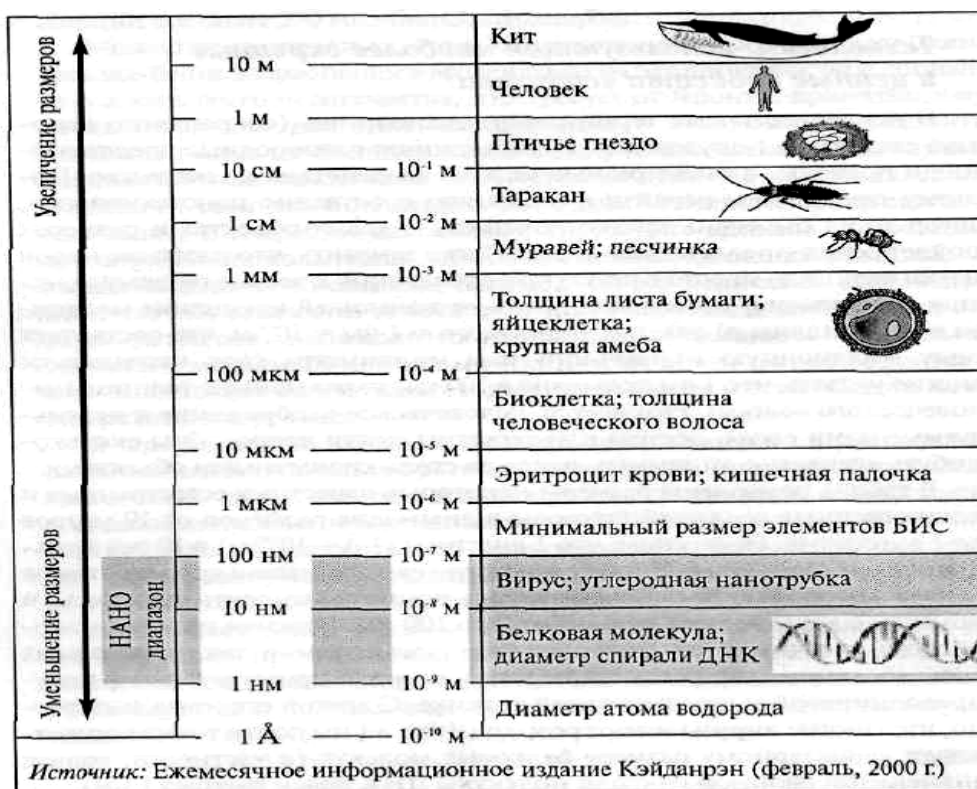 Увеличение размеров
Уменьшение размеров
НАНО
диапазон
Кит
10 м
Человек
1 м
Птичье гнездо
10 см 10⁻¹ м
Таракан
1 см 10⁻² м
Муравей; песчинка
1 мм 10⁻³ м
Толщина листа бумаги;
яйцеклетка;
крупная амеба
100 мкм 10⁻⁴ м
Биоклетка; толщина
человеческого волоса
10 мкм 10⁻⁵ м
Эритроцит крови; кишечная палочка
1 мкм 10⁻⁶ м
Минимальный размер элементов БИС
100 нм 10⁻⁷ м
Вирус; углеродная нанотрубка
10 нм 10⁻⁸ м
Белковая молекула;
диаметр спирали ДНК
1 нм 10⁻⁹ м
Диаметр атома водорода
1 Å 10⁻¹⁰ м
Источник: Ежемесячное информационное издание Кэйданрэн (февраль, 2000 г.)